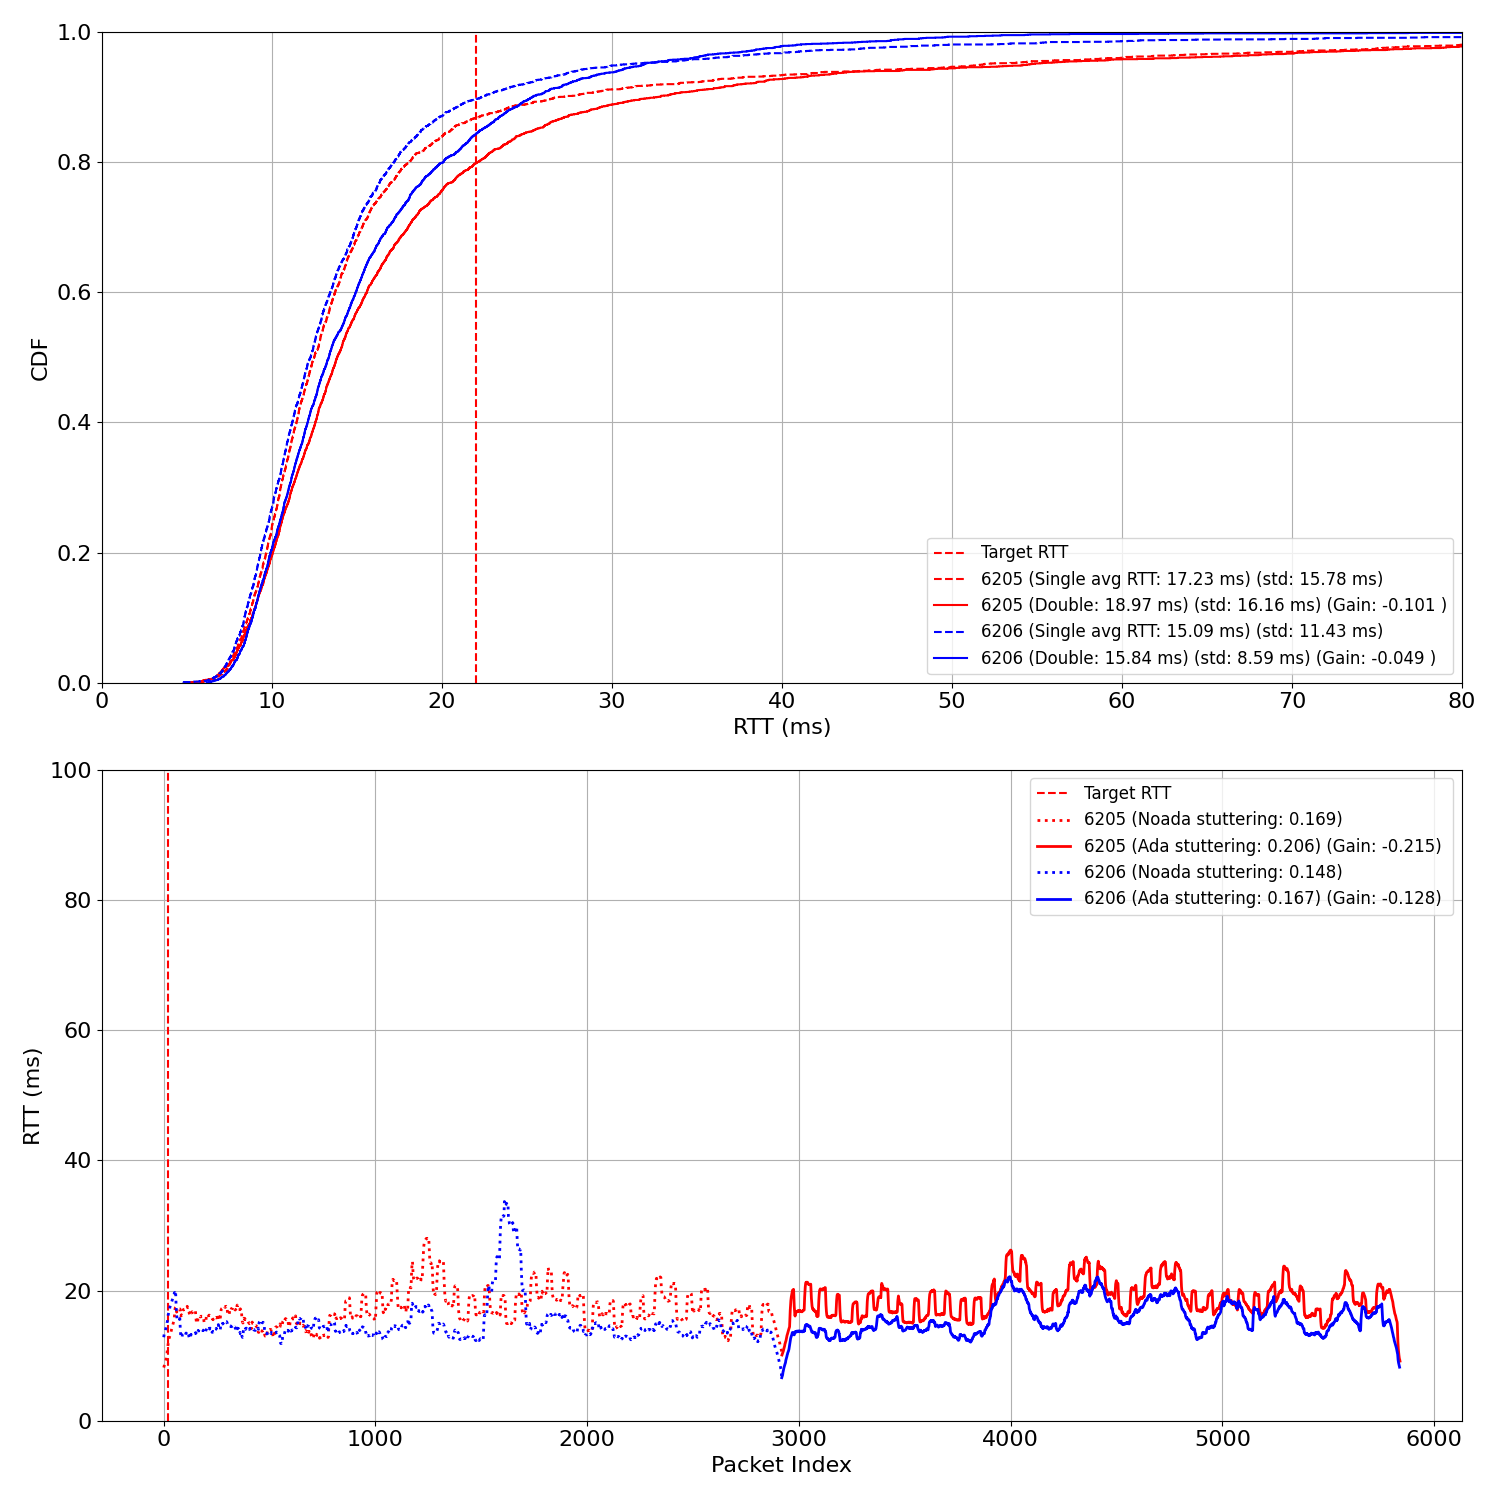 1.0
0.8
0.6
0.4
0.2
0.0
CDF
0 10 20 30 40 50 60 70 80
RTT (ms)
Target RTT
6205 (Single avg RTT: 17.23 ms) (std: 15.78 ms)
6205 (Double: 18.97 ms) (std: 16.16 ms) (Gain: -0.101 )
6206 (Single avg RTT: 15.09 ms) (std: 11.43 ms)
6206 (Double: 15.84 ms) (std: 8.59 ms) (Gain: -0.049 )
100
80
60
40
20
0
RTT (ms)
0 1000 2000 3000 4000 5000 6000
Packet Index
Target RTT
6205 (Noada stuttering: 0.169)
6205 (Ada stuttering: 0.206) (Gain: -0.215)
6206 (Noada stuttering: 0.148)
6206 (Ada stuttering: 0.167) (Gain: -0.128)